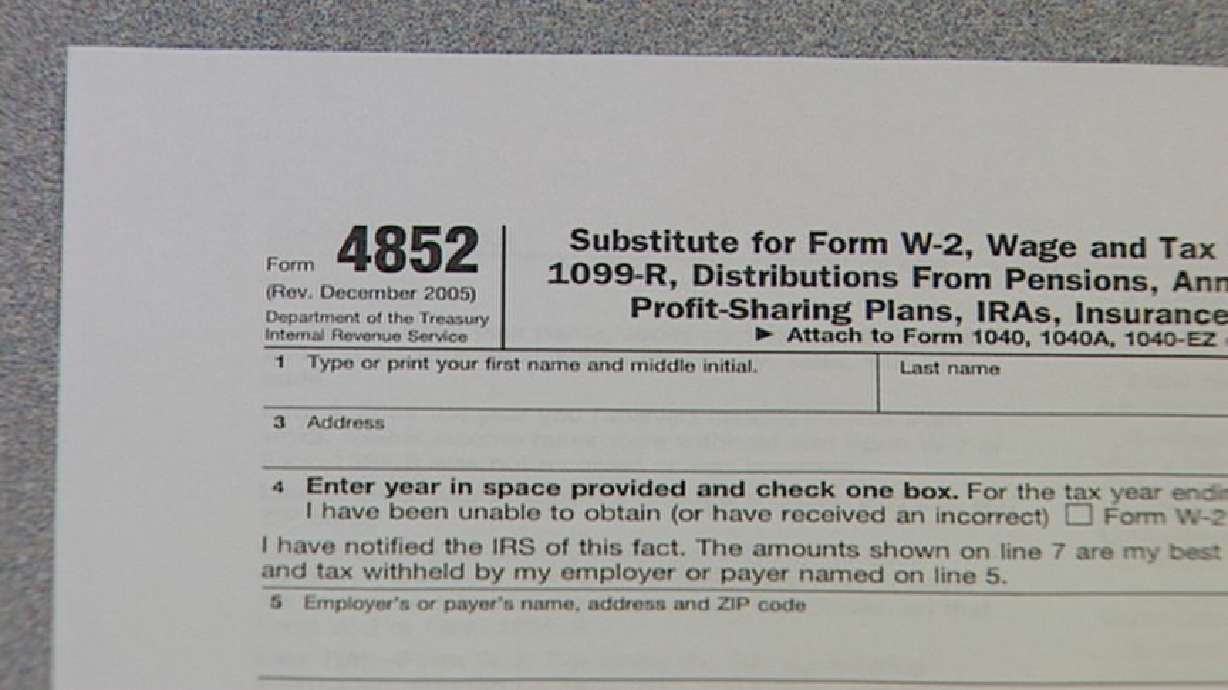 Form 4852
(Rev. December 2005)
Department of the Treasury
Internal Revenue Service
Substitute for Form W-2, Wage and Tax
1099-R, Distributions From Pensions, Ann
Profit-Sharing Plans, IRAs, Insurance
► Attach to Form 1040, 1040A, 1040-EZ
1 Type or print your first name and middle initial.
Last name
3 Address
4 Enter year in space provided and check one box. For the tax year endi
I have been unable to obtain (or have received an incorrect) ☐ Form W-2
I have notified the IRS of this fact. The amounts shown on line 7 are my best
and tax withheld by my employer or payer named on line 5.
5 Employer's or payer's name, address and ZIP code